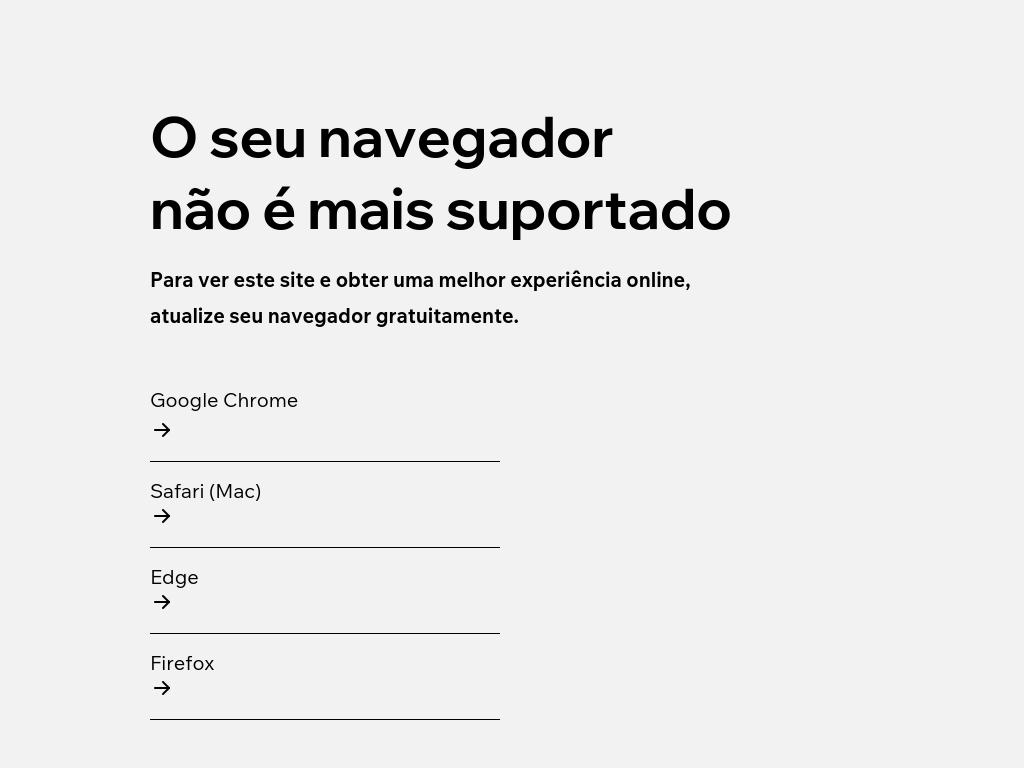 O seu navegador
não é mais suportado
Para ver este site e obter uma melhor experiência online,
atualize seu navegador gratuitamente.
Google Chrome
Safari (Mac)
Edge
Firefox